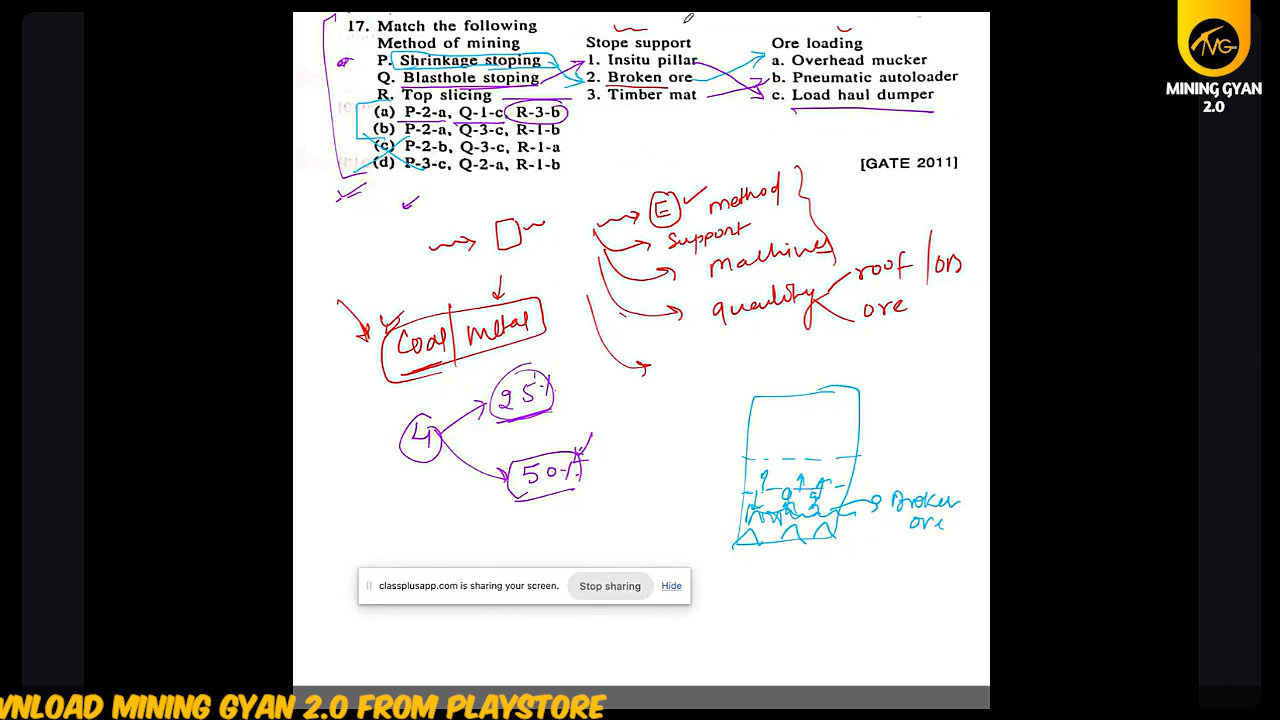 17. Match the following
Method of mining Stope support Ore loading
P. Shrinkage stoping 1. Insitu pillar a. Overhead mucker
Q. Blasthole stoping 2. Broken ore b. Pneumatic autoloader
R. Top slicing 3. Timber mat c. Load haul dumper
(a) P-2-a, Q-1-c, R-3-b
(b) P-2-a, Q-3-c, R-1-b
(c) P-2-b, Q-3-c, R-1-a
(d) P-3-c, Q-2-a, R-1-b
[GATE 2011]
TVG
MINING GYAN
2.0
E method
Support
machines
quality
roof / OB
ore
Coal | Metal
4
25%
50%
Broken
ore
classplusapp.com is sharing your screen. Stop sharing Hide
WNLOAD MINING GYAN 2.0 FROM PLAYSTORE